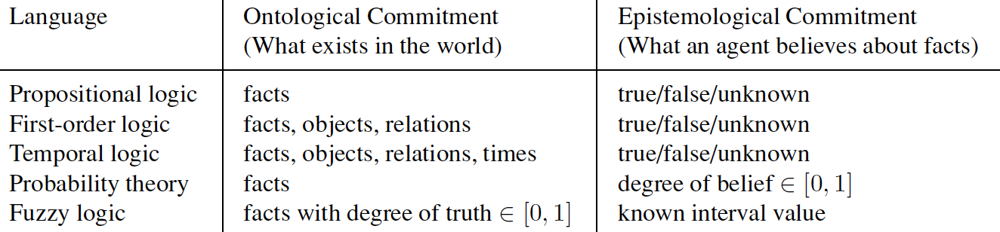 Language Ontological Commitment Epistemological Commitment
(What exists in the world) (What an agent believes about facts)
Propositional logic facts true/false/unknown
First-order logic facts, objects, relations true/false/unknown
Temporal logic facts, objects, relations, times true/false/unknown
Probability theory facts degree of belief ∈ [0, 1]
Fuzzy logic facts with degree of truth ∈ [0, 1] known interval value